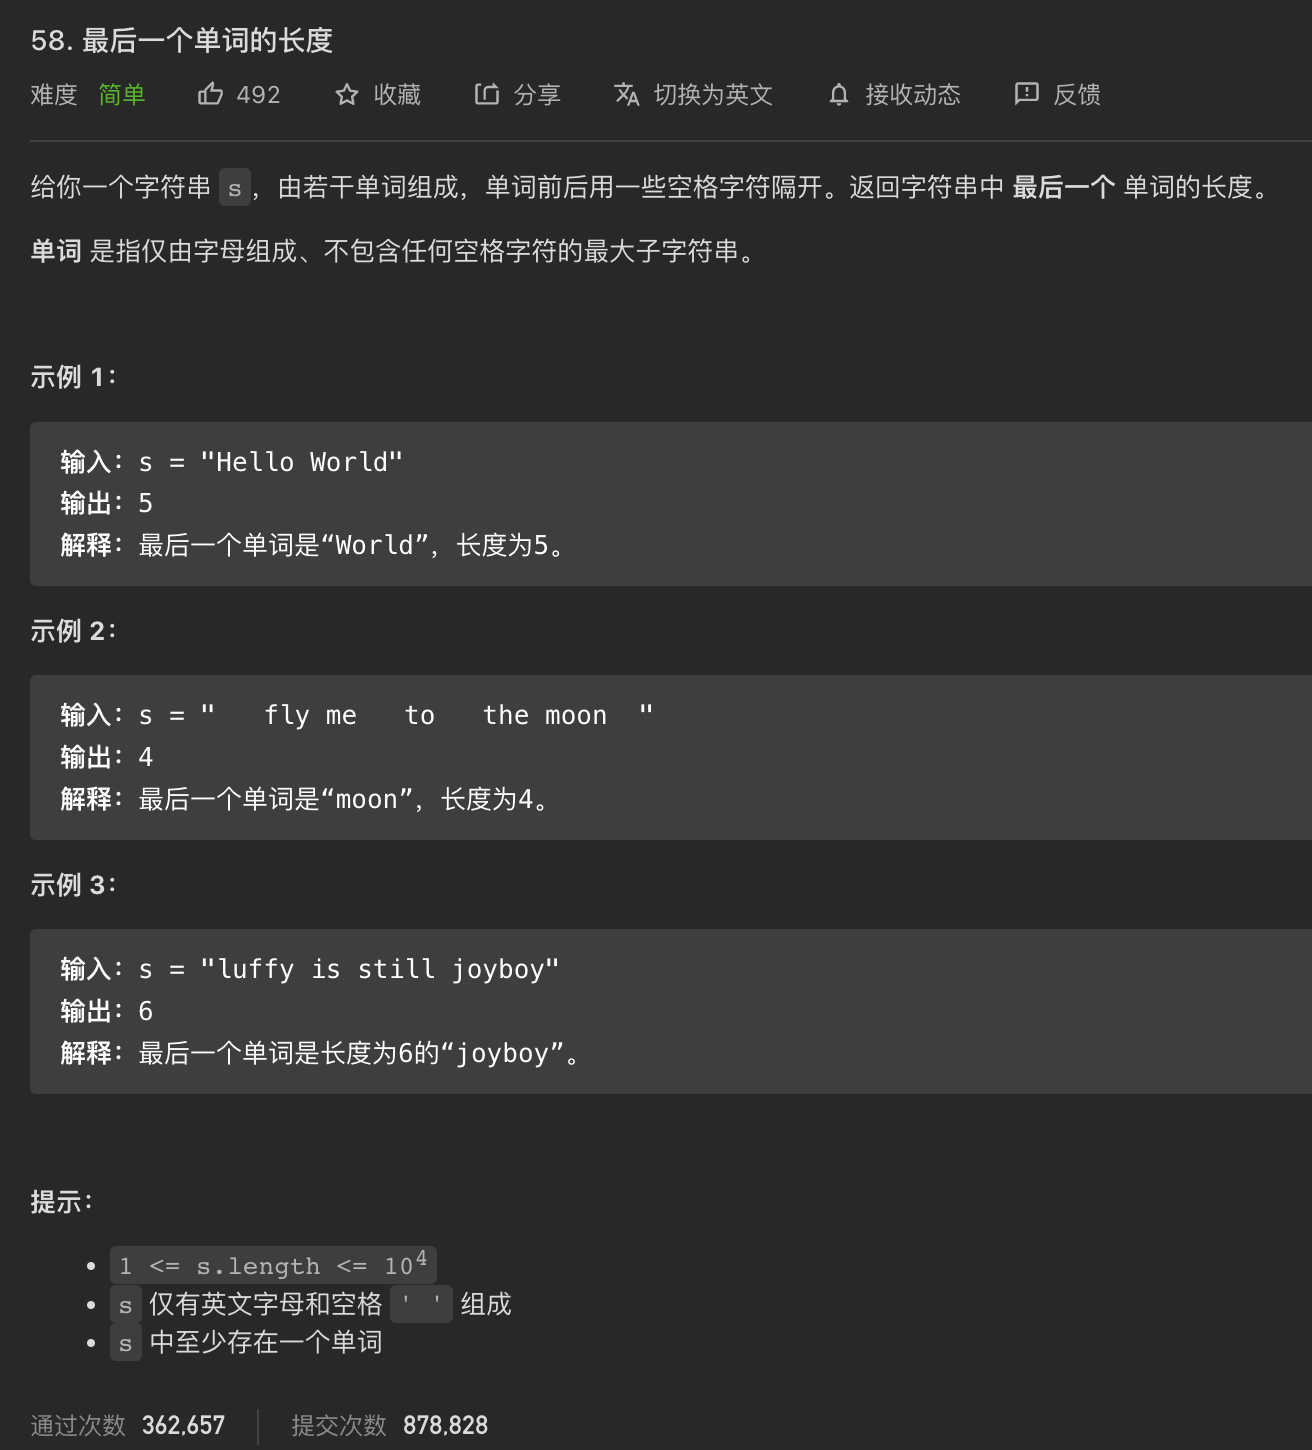 58. 最后一个单词的长度
难度 简单 492 收藏 分享 切换为英文 接收动态 反馈
给你一个字符串 s，由若干单词组成，单词前后用一些空格字符隔开。返回字符串中 最后一个 单词的长度。
单词 是指仅由字母组成、不包含任何空格字符的最大子字符串。
示例 1：
输入：s = "Hello World"
输出：5
解释：最后一个单词是“World”，长度为5。
示例 2：
输入：s = "   fly me   to   the moon  "
输出：4
解释：最后一个单词是“moon”，长度为4。
示例 3：
输入：s = "luffy is still joyboy"
输出：6
解释：最后一个单词是长度为6的“joyboy”。
提示：
• 1 <= s.length <= 10⁴
• s 仅有英文字母和空格 ' ' 组成
• s 中至少存在一个单词
通过次数 362,657 提交次数 878,828